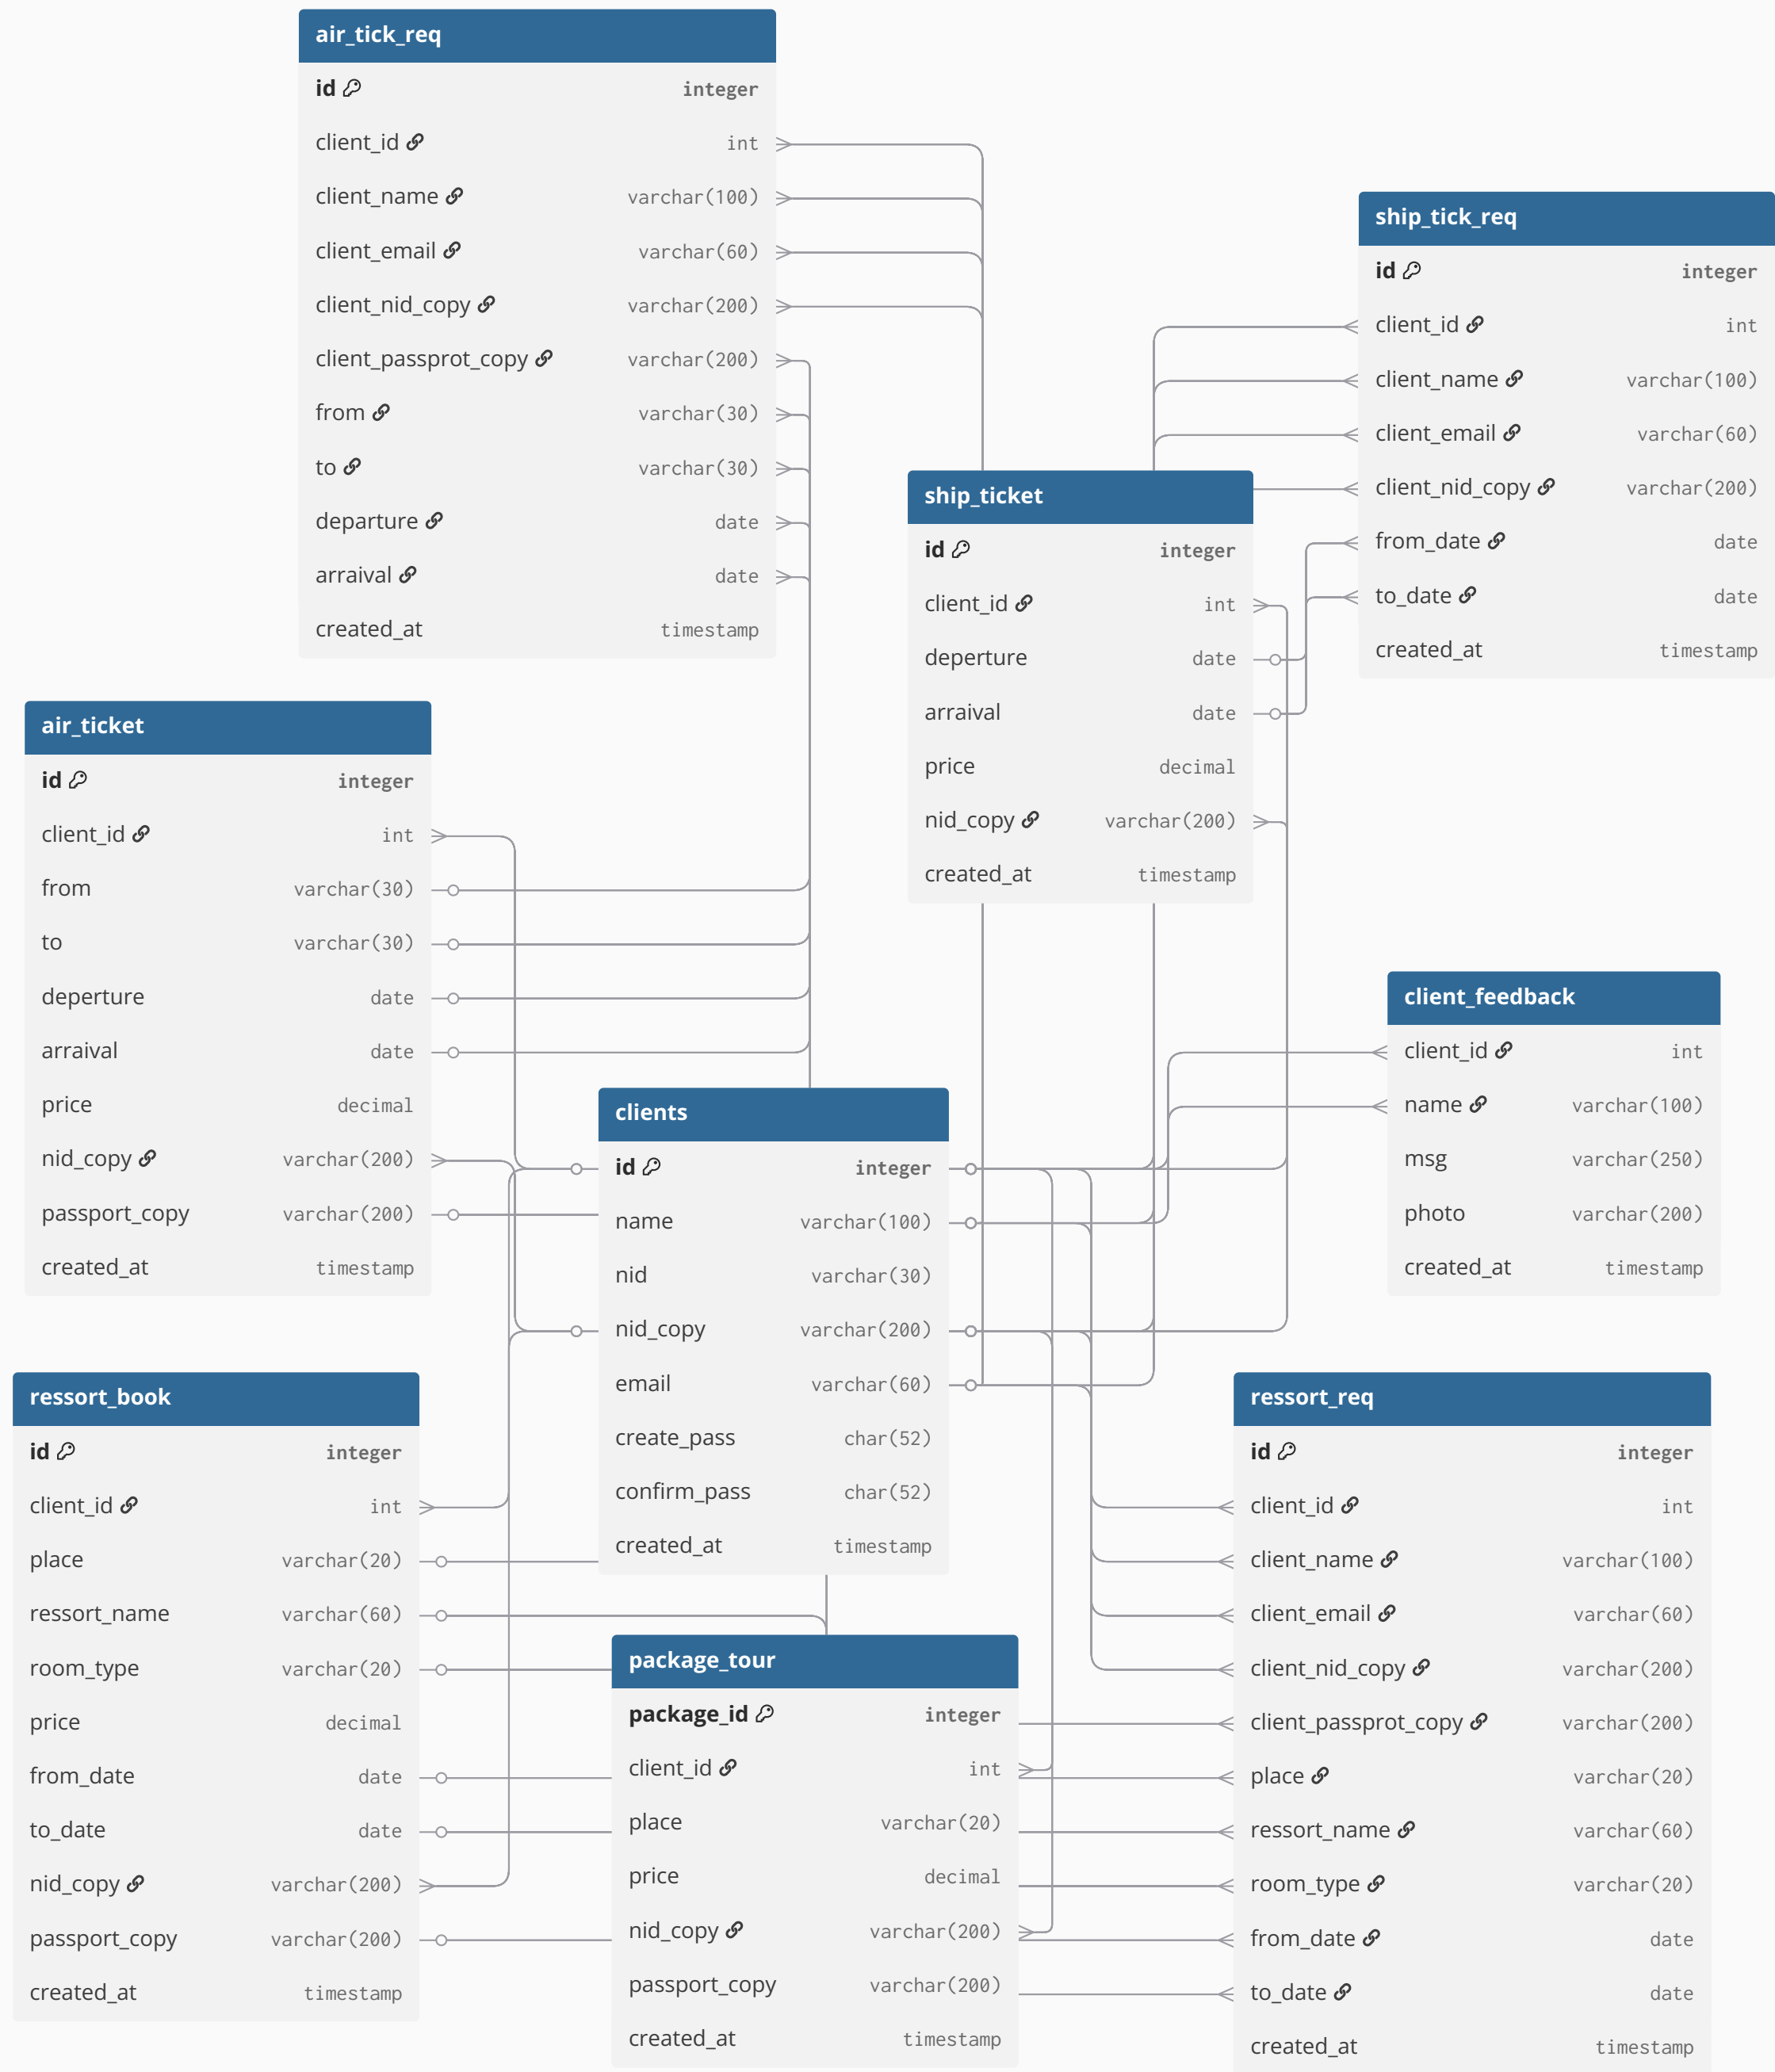 air_tick_req
id integer
client_id int
client_name varchar(100)
client_email varchar(60)
client_nid_copy varchar(200)
client_passprot_copy varchar(200)
from varchar(30)
to varchar(30)
departure date
arraival date
created_at timestamp
ship_tick_req
id integer
client_id int
client_name varchar(100)
client_email varchar(60)
client_nid_copy varchar(200)
from_date date
to_date date
created_at timestamp
ship_ticket
id integer
client_id int
deperture date
arraival date
price decimal
nid_copy varchar(200)
created_at timestamp
air_ticket
id integer
client_id int
from varchar(30)
to varchar(30)
deperture date
arraival date
price decimal
nid_copy varchar(200)
passport_copy varchar(200)
created_at timestamp
client_feedback
client_id int
name varchar(100)
msg varchar(250)
photo varchar(200)
created_at timestamp
clients
id integer
name varchar(100)
nid varchar(30)
nid_copy varchar(200)
email varchar(60)
create_pass char(52)
confirm_pass char(52)
created_at timestamp
ressort_book
id integer
client_id int
place varchar(20)
ressort_name varchar(60)
room_type varchar(20)
price decimal
from_date date
to_date date
nid_copy varchar(200)
passport_copy varchar(200)
created_at timestamp
package_tour
package_id integer
client_id int
place varchar(20)
price decimal
nid_copy varchar(200)
passport_copy varchar(200)
created_at timestamp
ressort_req
id integer
client_id int
client_name varchar(100)
client_email varchar(60)
client_nid_copy varchar(200)
client_passprot_copy varchar(200)
place varchar(20)
ressort_name varchar(60)
room_type varchar(20)
from_date date
to_date date
created_at timestamp